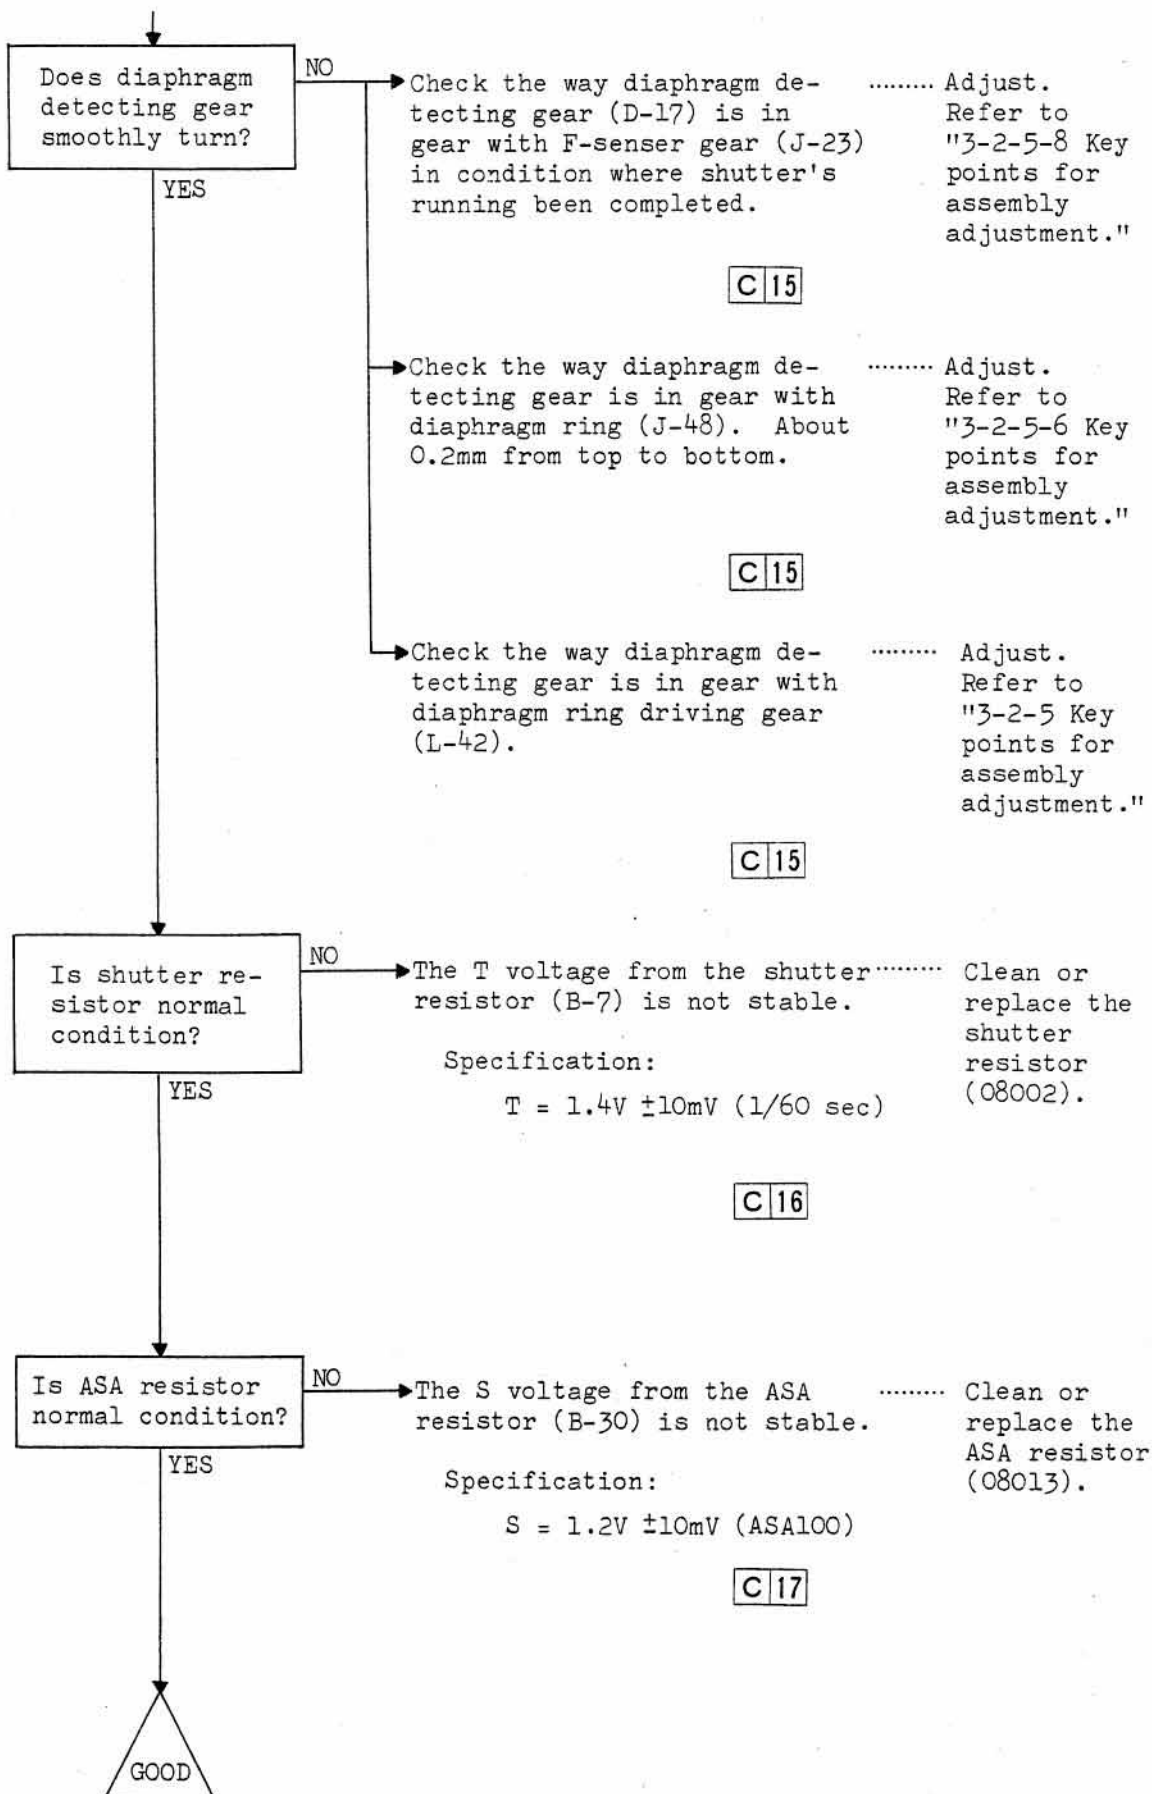 Does diaphragm
detecting gear
smoothly turn?
NO
YES
Check the way diaphragm de-
tecting gear (D-17) is in
gear with F-senser gear (J-23)
in condition where shutter's
running been completed.
......... Adjust.
Refer to
"3-2-5-8 Key
points for
assembly
adjustment."
C 15
Check the way diaphragm de-
tecting gear is in gear with
diaphragm ring (J-48). About
0.2mm from top to bottom.
......... Adjust.
Refer to
"3-2-5-6 Key
points for
assembly
adjustment."
C 15
Check the way diaphragm de-
tecting gear is in gear with
diaphragm ring driving gear
(L-42).
......... Adjust.
Refer to
"3-2-5 Key
points for
assembly
adjustment."
C 15
Is shutter re-
sistor normal
condition?
NO
YES
The T voltage from the shutter
resistor (B-7) is not stable.
Specification:
T = 1.4V ±10mV (1/60 sec)
......... Clean or
replace the
shutter
resistor
(08002).
C 16
Is ASA resistor
normal condition?
NO
YES
The S voltage from the ASA
resistor (B-30) is not stable.
Specification:
S = 1.2V ±10mV (ASA100)
......... Clean or
replace the
ASA resistor
(08013).
C 17
GOOD